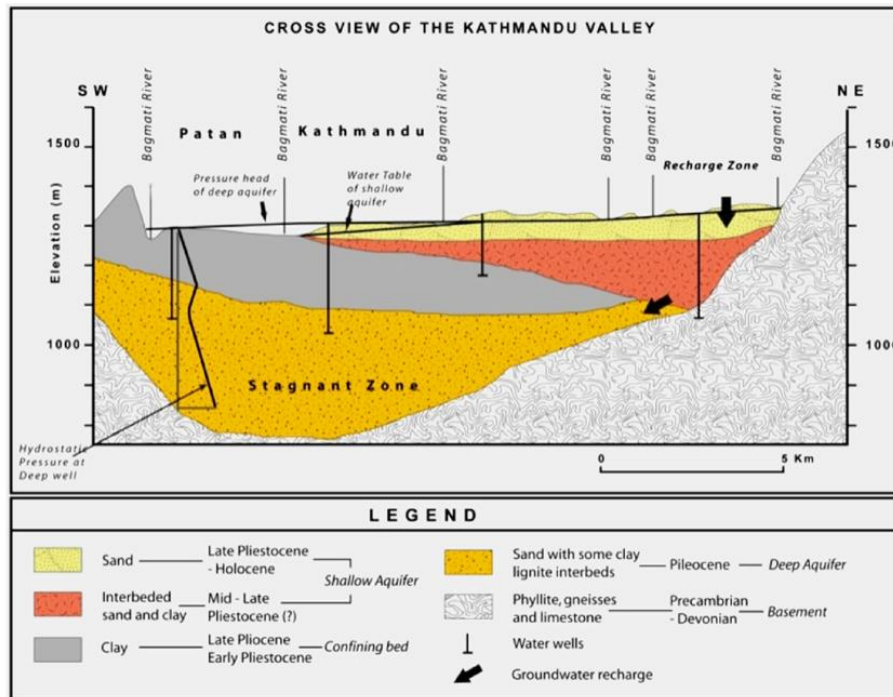 CROSS VIEW OF THE KATHMANDU VALLEY
SW
NE
Bagmati River
Bagmati River
Bagmati River
Bagmati River
Bagmati River
Bagmati River
Patan
Kathmandu
Recharge Zone
Pressure head
of deep aquifer
Water Table
of shallow
aquifer
Elevation (m)
1500
1000
1500
1000
Stagnant Zone
Hydrostatic
Pressure at
Deep well
0
5 Km
LEGEND
Sand
Late Pliestocene
- Holocene
Shallow Aquifer
Interbeded
sand and clay
Mid - Late
Pliestocene (?)
Clay
Late Pliocene
Early Pliestocene
Confining bed
Sand with some clay
lignite interbeds
Pileocene
Deep Aquifer
Phyllite, gneisses
and limestone
Precambrian
- Devonian
Basement
Water wells
Groundwater recharge